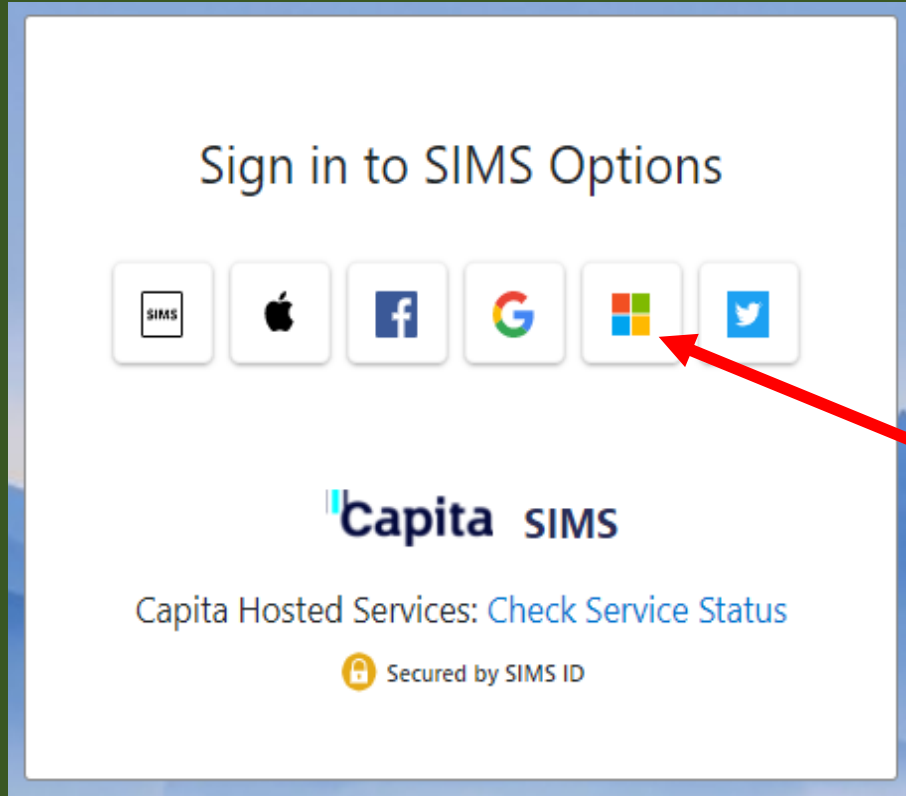 Sign in to SIMS Options
SIMS
Capita SIMS
Capita Hosted Services: Check Service Status
Secured by SIMS ID